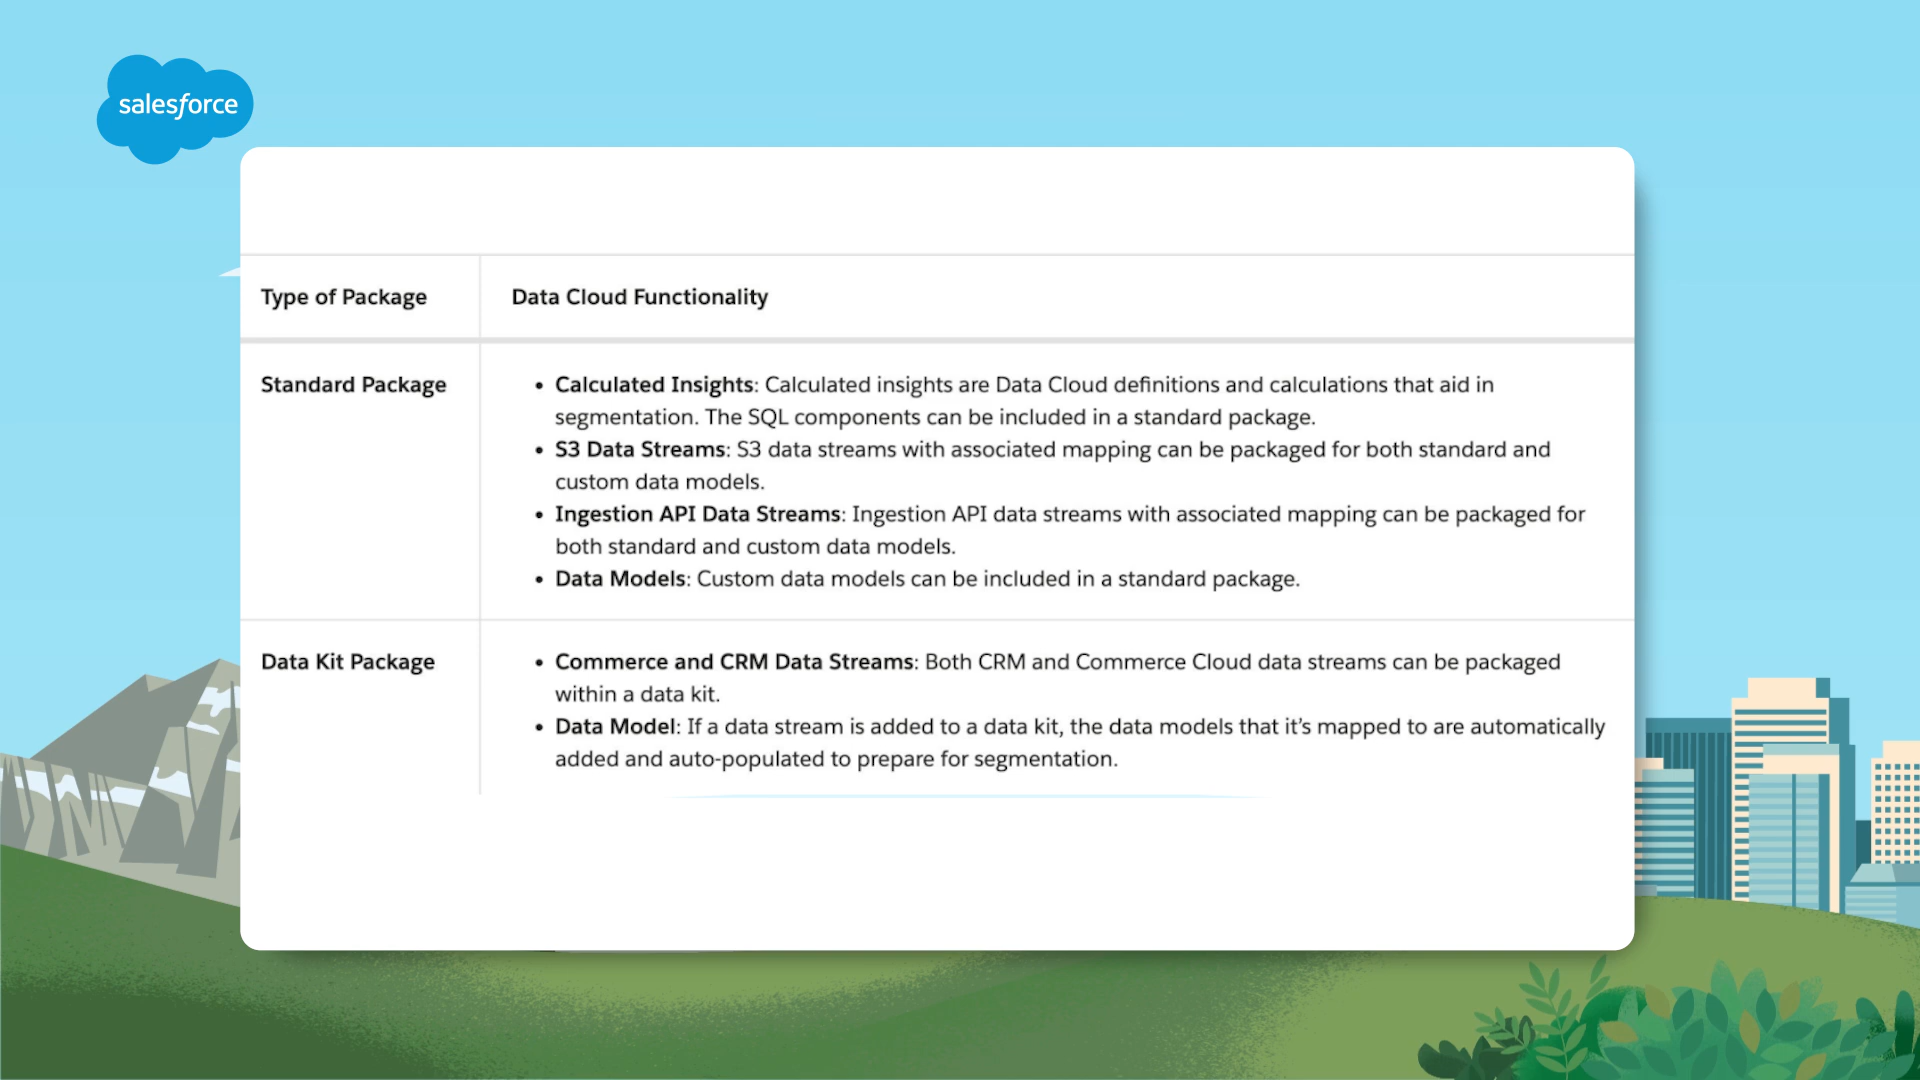 salesforce
Type of Package
Data Cloud Functionality
Standard Package
• Calculated Insights: Calculated insights are Data Cloud definitions and calculations that aid in
segmentation. The SQL components can be included in a standard package.
• S3 Data Streams: S3 data streams with associated mapping can be packaged for both standard and
custom data models.
• Ingestion API Data Streams: Ingestion API data streams with associated mapping can be packaged for
both standard and custom data models.
• Data Models: Custom data models can be included in a standard package.
Data Kit Package
• Commerce and CRM Data Streams: Both CRM and Commerce Cloud data streams can be packaged
within a data kit.
• Data Model: If a data stream is added to a data kit, the data models that it’s mapped to are automatically
added and auto-populated to prepare for segmentation.